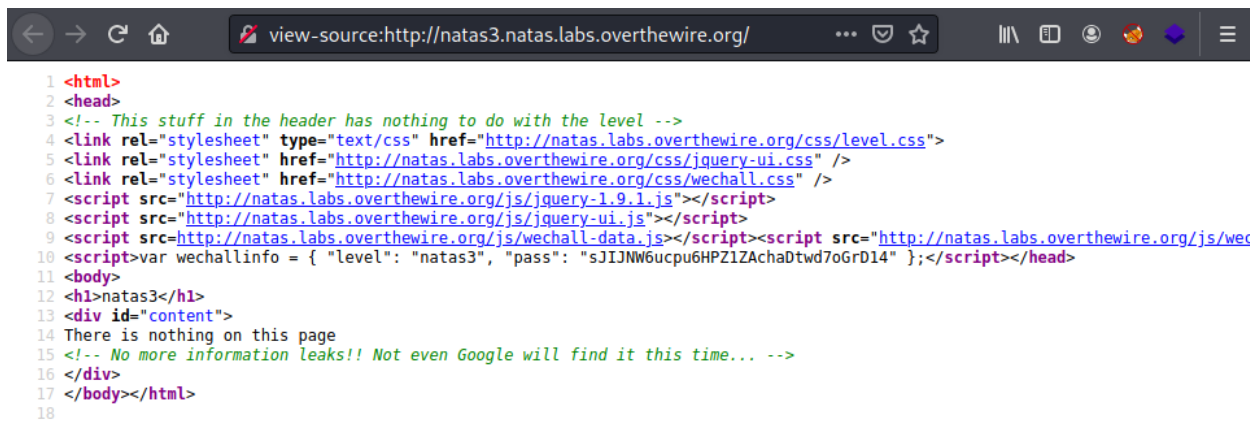 view-source:http://natas3.natas.labs.overthewire.org/
1 <html>
2 <head>
3 <!-- This stuff in the header has nothing to do with the level -->
4 <link rel="stylesheet" type="text/css" href="http://natas.labs.overthewire.org/css/level.css">
5 <link rel="stylesheet" href="http://natas.labs.overthewire.org/css/jquery-ui.css" />
6 <link rel="stylesheet" href="http://natas.labs.overthewire.org/css/wechall.css" />
7 <script src="http://natas.labs.overthewire.org/js/jquery-1.9.1.js"></script>
8 <script src="http://natas.labs.overthewire.org/js/jquery-ui.js"></script>
9 <script src=http://natas.labs.overthewire.org/js/wechall-data.js></script><script src="http://natas.labs.overthewire.org/js/wec
10 <script>var wechallinfo = { "level": "natas3", "pass": "sJIJNW6ucpu6HPZ1ZAchaDtwd7oGrD14" };</script></head>
11 <body>
12 <h1>natas3</h1>
13 <div id="content">
14 There is nothing on this page
15 <!-- No more information leaks!! Not even Google will find it this time... -->
16 </div>
17 </body></html>
18